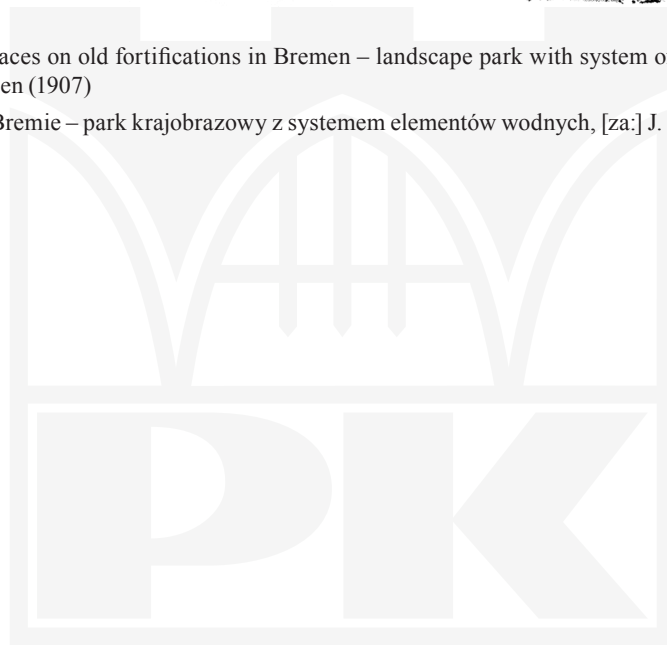 aces on old fortifications in Bremen – landscape park with system o
en (1907)
Bremie – park krajobrazowy z systemem elementów wodnych, [za:] J.
PK